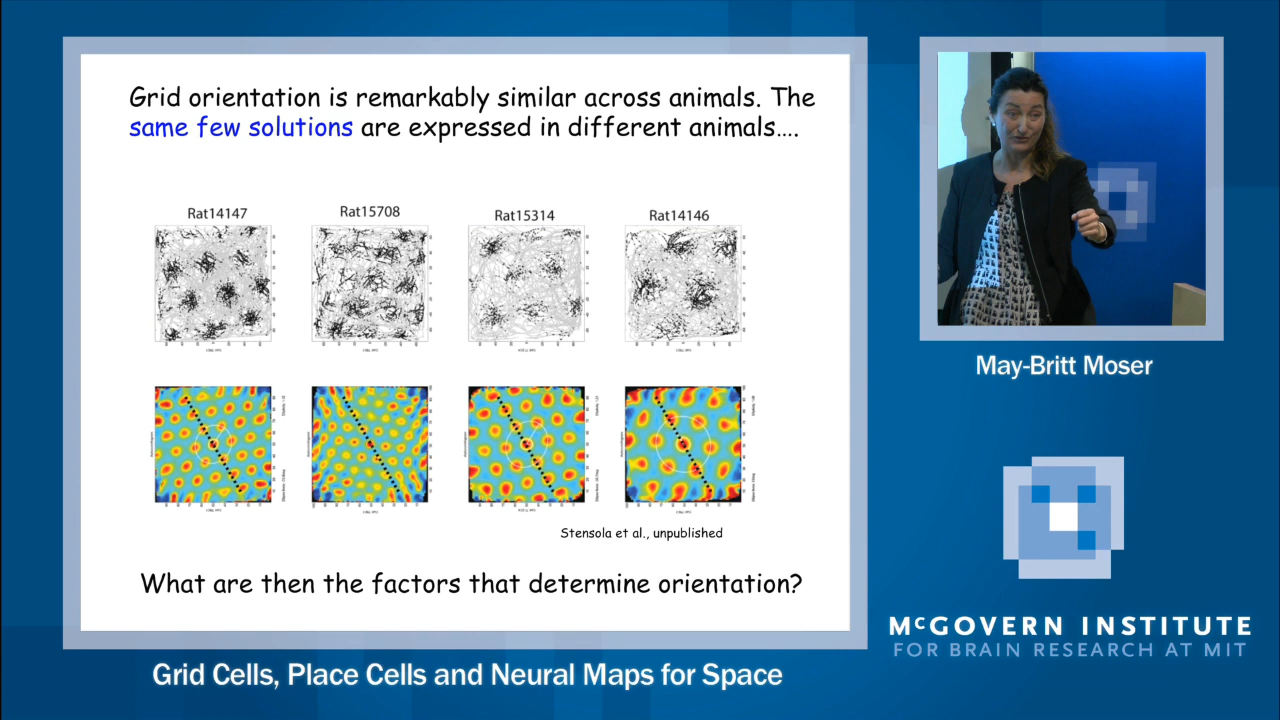 Grid orientation is remarkably similar across animals. The
same few solutions are expressed in different animals....
Rat14147
Rat15708
Rat15314
Rat14146
Stensola et al., unpublished
What are then the factors that determine orientation?
Grid Cells, Place Cells and Neural Maps for Space
May-Britt Moser
McGOVERN INSTITUTE
FOR BRAIN RESEARCH AT MIT